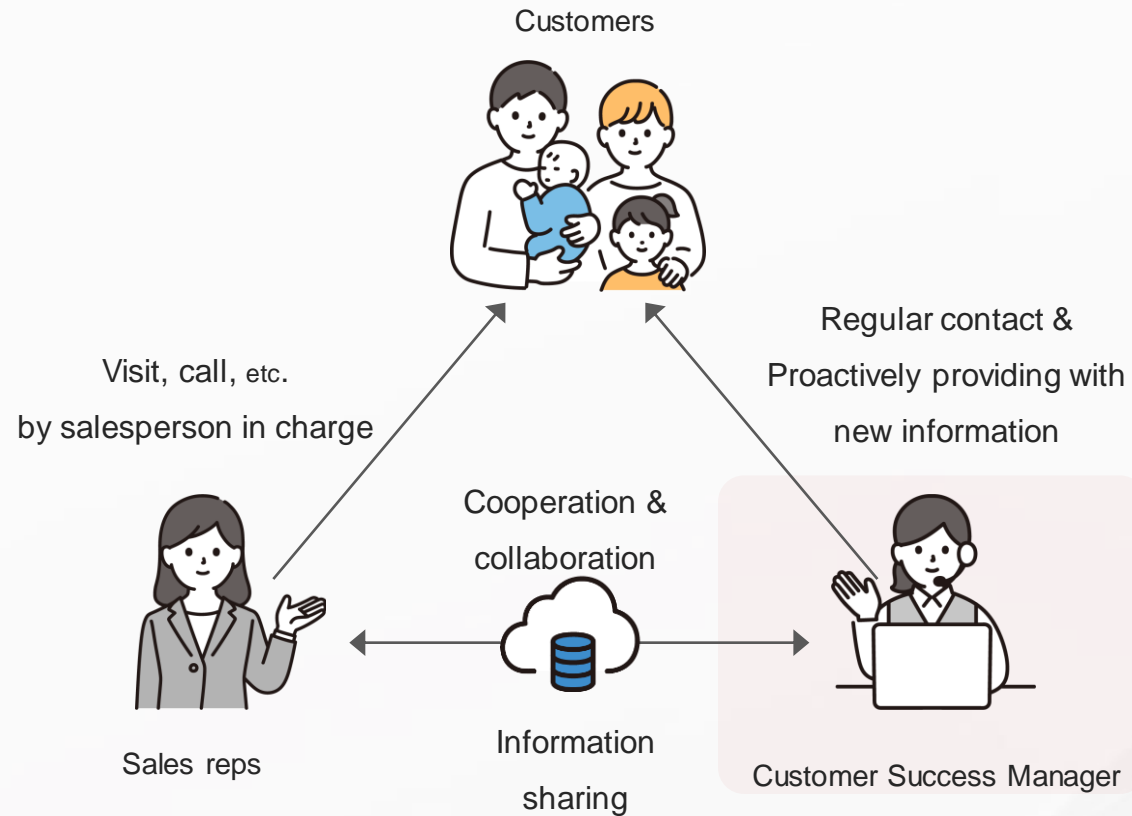 Customers
Visit, call, etc.
by salesperson in charge
Regular contact &
Proactively providing with
new information
Cooperation &
collaboration
Information
sharing
Sales reps
Customer Success Manager